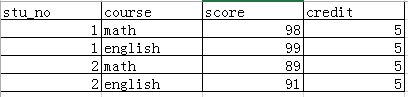 stu_no course score credit
1 math 98 5
1 english 99 5
2 math 89 5
2 english 91 5